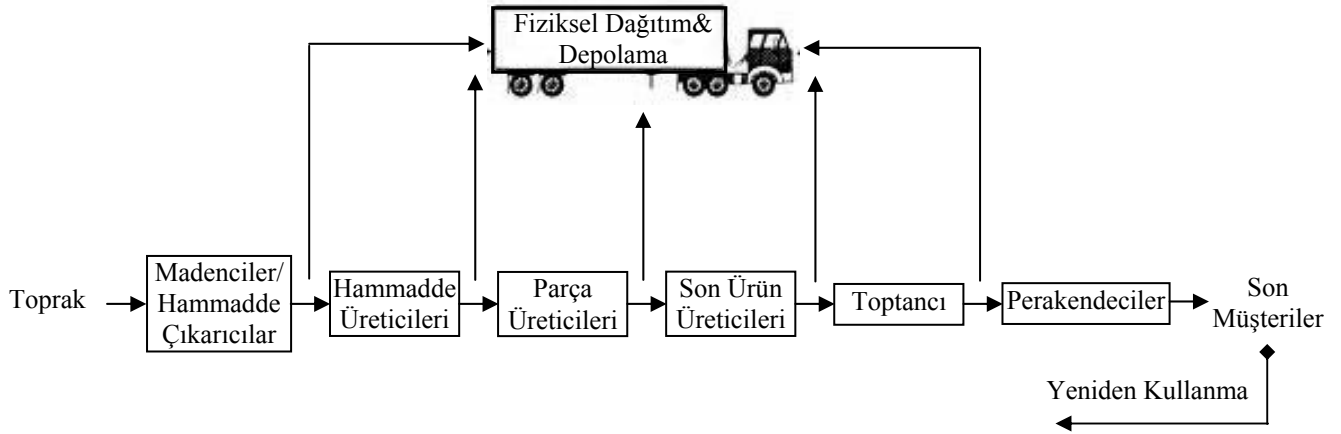 Fiziksel Dağıtım&
Depolama
Toprak
Madenciler/
Hammadde
Çıkarıcılar
Hammadde
Üreticileri
Parça
Üreticileri
Son Ürün
Üreticileri
Toptancı
Perakendeciler
Son
Müşteriler
Yeniden Kullanma